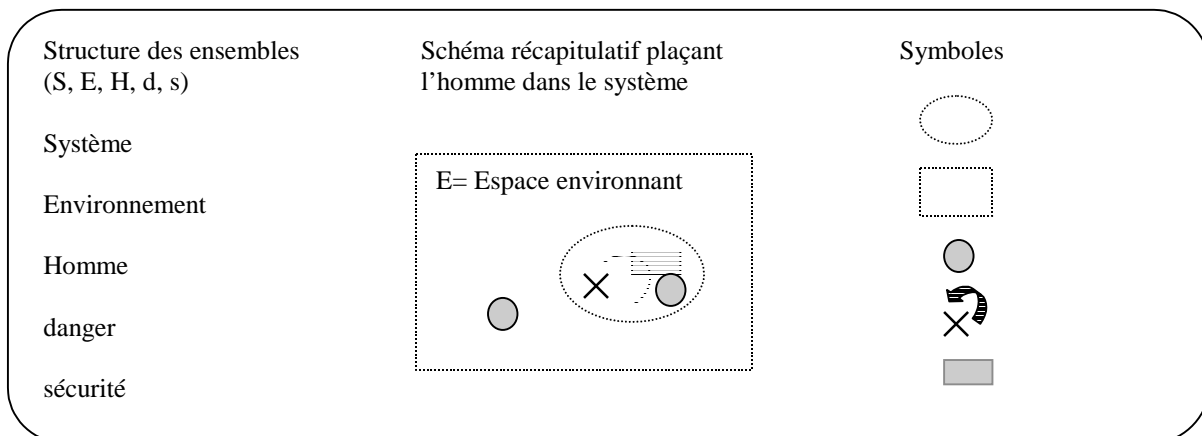 Structure des ensembles
(S, E, H, d, s)
Système
Environnement
Homme
danger
sécurité
Schéma récapitulatif plaçant
l’homme dans le système
E= Espace environnant
Symboles